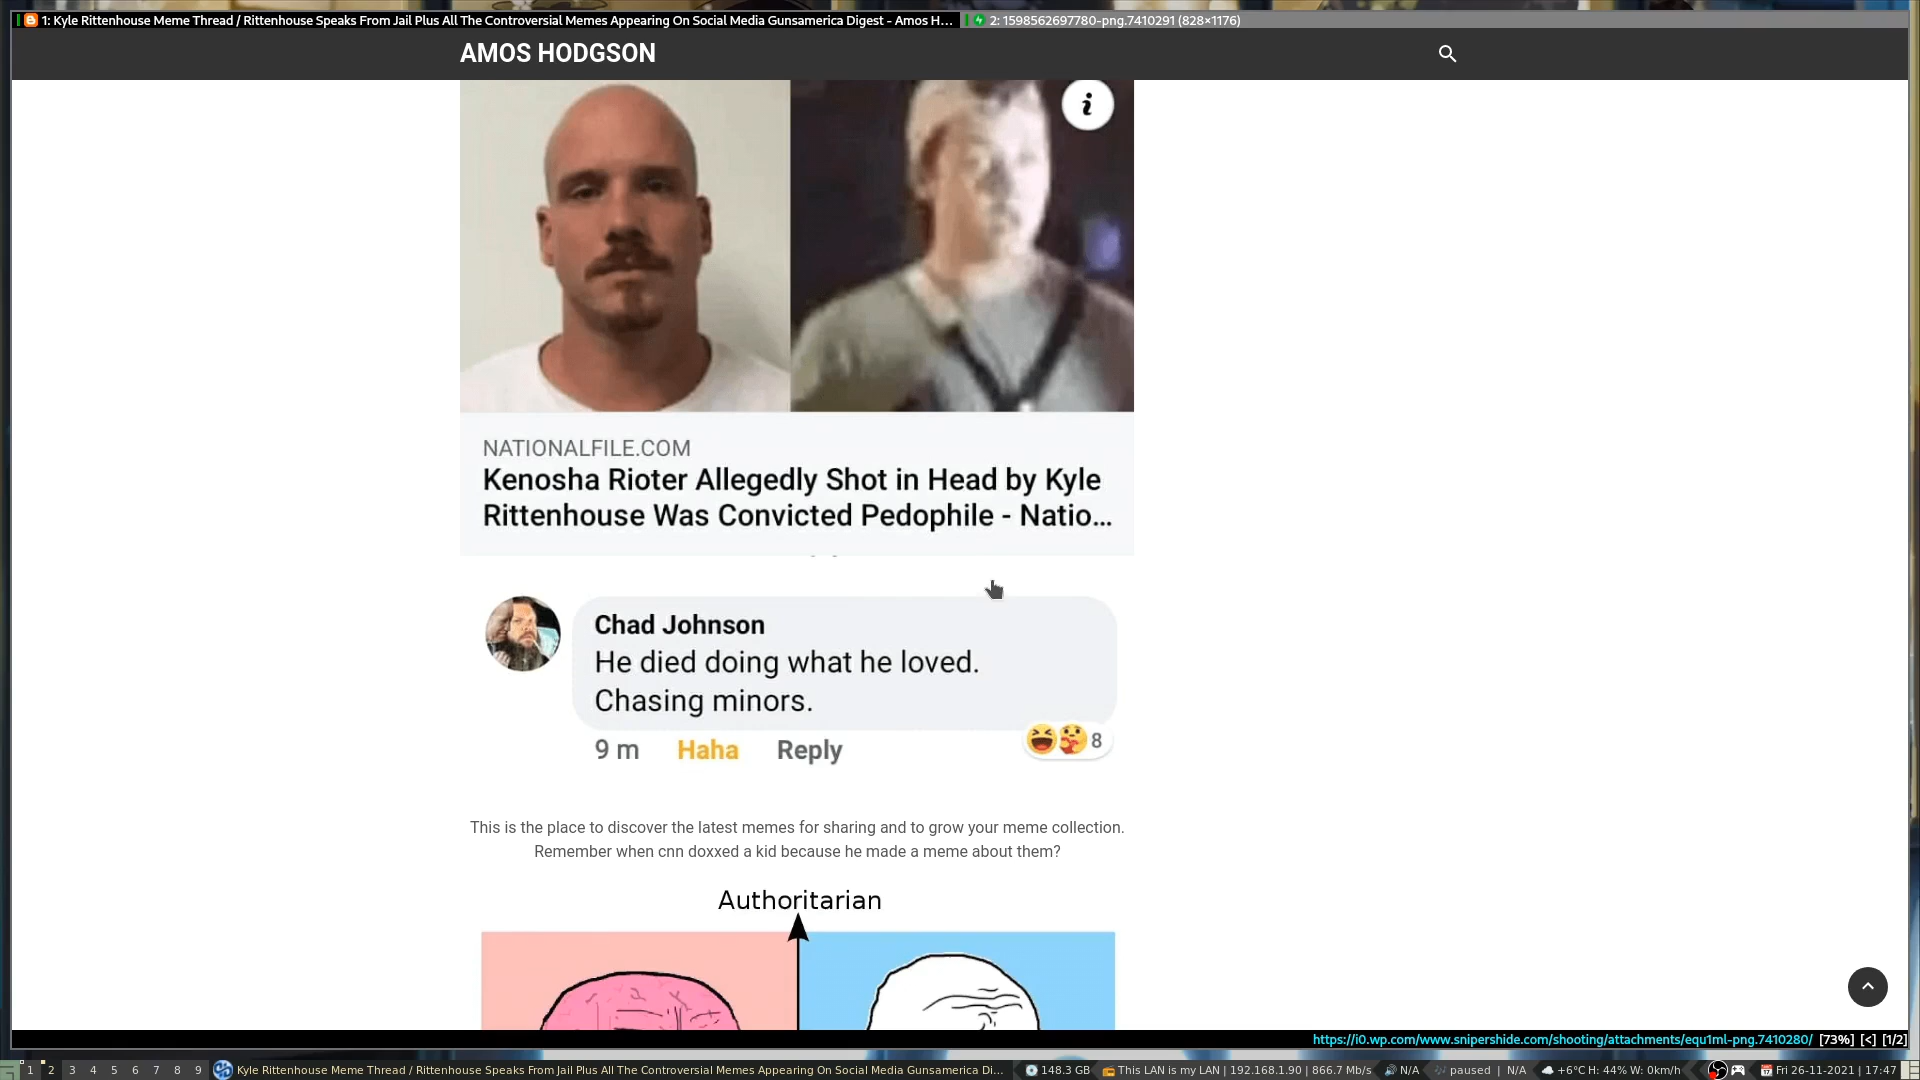 1: Kyle Rittenhouse Meme Thread / Rittenhouse Speaks From Jail Plus All The Controversial Memes Appearing On Social Media Gunsamerica Digest - Amos H...
2: 1598562697780-png.7410291 (828×1176)
AMOS HODGSON
i
NATIONALFILE.COM
Kenosha Rioter Allegedly Shot in Head by Kyle
Rittenhouse Was Convicted Pedophile - Natio...
Chad Johnson
He died doing what he loved.
Chasing minors.
9 m Haha Reply 8
This is the place to discover the latest memes for sharing and to grow your meme collection.
Remember when cnn doxxed a kid because he made a meme about them?
Authoritarian
https://i0.wp.com/www.snipershide.com/shooting/attachments/equ1ml-png.7410280/ [73%] [<] [1/2]
1 2 3 4 5 6 7 8 9 Kyle Rittenhouse Meme Thread / Rittenhouse Speaks From Jail Plus All The Controversial Memes Appearing On Social Media Gunsamerica Di... 148.3 GB This LAN is my LAN | 192.168.1.90 | 866.7 Mb/s N/A paused | N/A +6°C H: 44% W: 0km/h Fri 26-11-2021 | 17:47